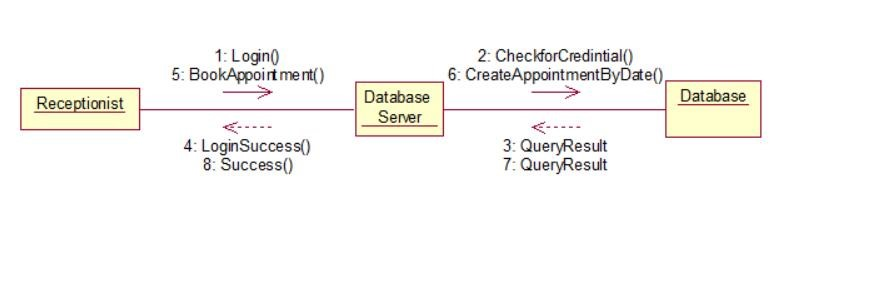 1: Login()
5: BookAppointment()
2: CheckforCredintial()
6: CreateAppointmentByDate()
Receptionist
Database
Server
Database
4: LoginSuccess()
8: Success()
3: QueryResult
7: QueryResult